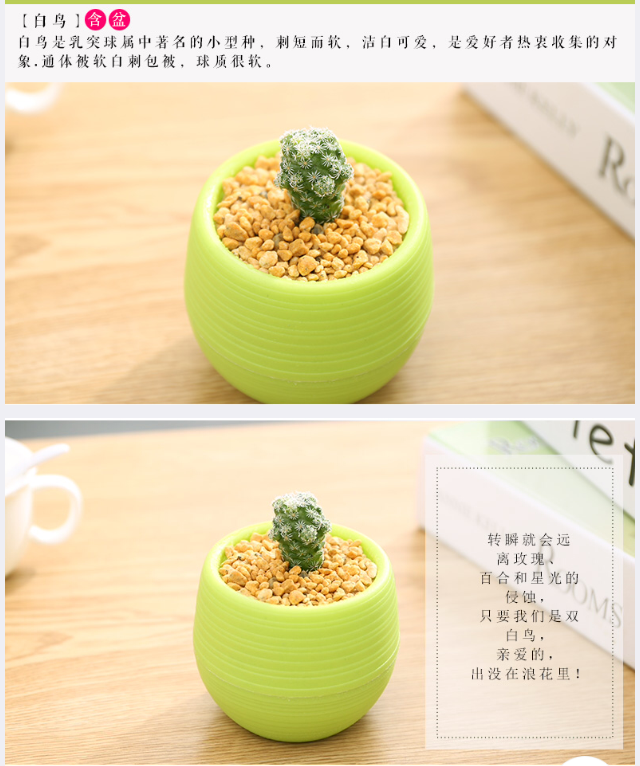 【白鸟】含盆
白鸟是乳突球属中著名的小型种，刺短而软，洁白可爱，是爱好者热衷收集的对
象.通体被软白刺包被，球质很软。
R
ef
ROOMS
转瞬就会远
离玫瑰、
百合和星光的
侵蚀，
只要我们是双
白鸟，
亲爱的，
出没在浪花里！